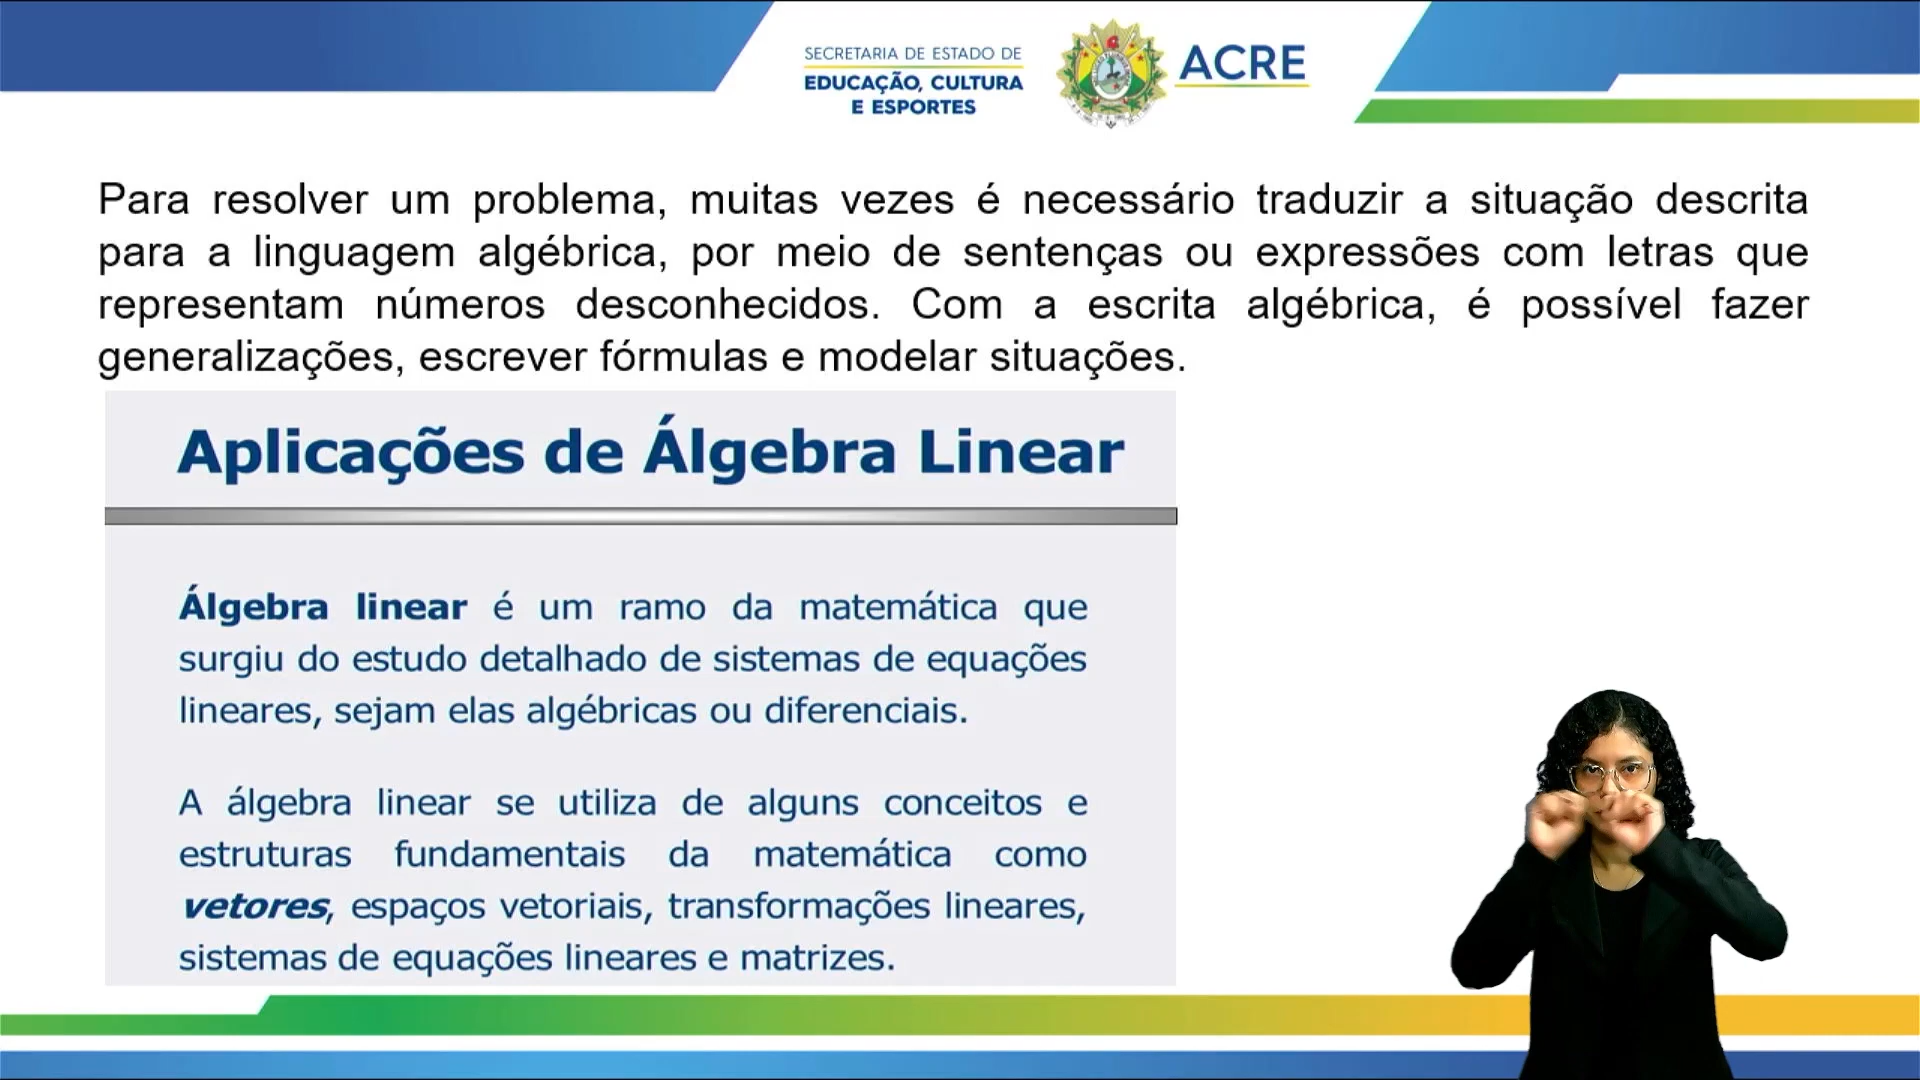 SECRETARIA DE ESTADO DE
EDUCAÇÃO, CULTURA
E ESPORTES
ACRE
Para resolver um problema, muitas vezes é necessário traduzir a situação descrita
para a linguagem algébrica, por meio de sentenças ou expressões com letras que
representam números desconhecidos. Com a escrita algébrica, é possível fazer
generalizações, escrever fórmulas e modelar situações.
Aplicações de Álgebra Linear
Álgebra linear é um ramo da matemática que
surgiu do estudo detalhado de sistemas de equações
lineares, sejam elas algébricas ou diferenciais.
A álgebra linear se utiliza de alguns conceitos e
estruturas fundamentais da matemática como
vetores, espaços vetoriais, transformações lineares,
sistemas de equações lineares e matrizes.